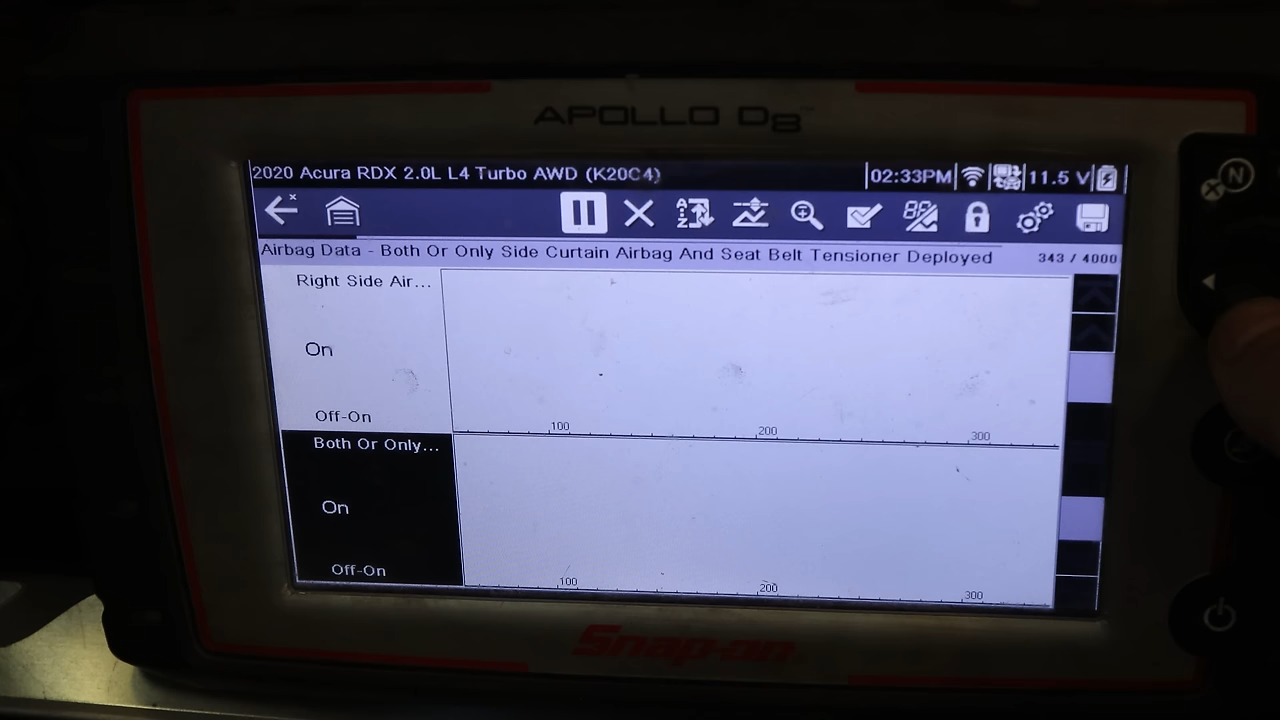 APOLLO D8™
2020 Acura RDX 2.0L L4 Turbo AWD (K20C4)
02:33PM
11.5 V
Airbag Data - Both Or Only Side Curtain Airbag And Seat Belt Tensioner Deployed
343 / 4000
Right Side Air...
On
Off-On
100
200
300
Both Or Only...
On
Off-On
100
200
300
Snap-on
N
X